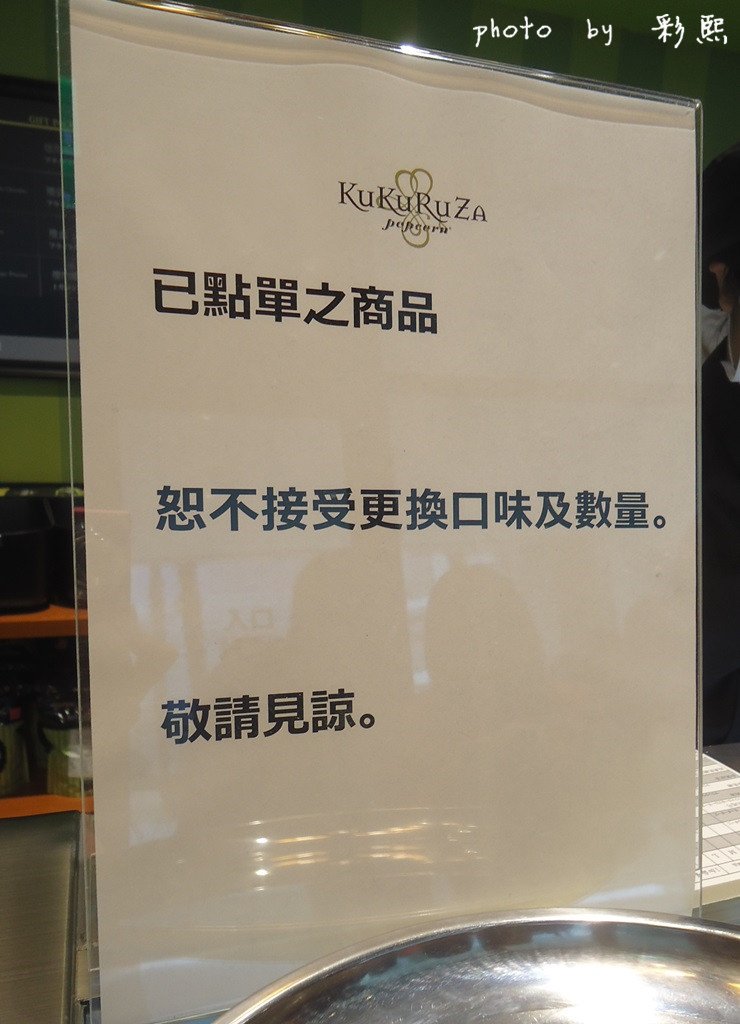 photo by 彩熙
KuKuRuZa
popcorn
已點單之商品
恕不接受更換口味及數量。
敬請見諒。